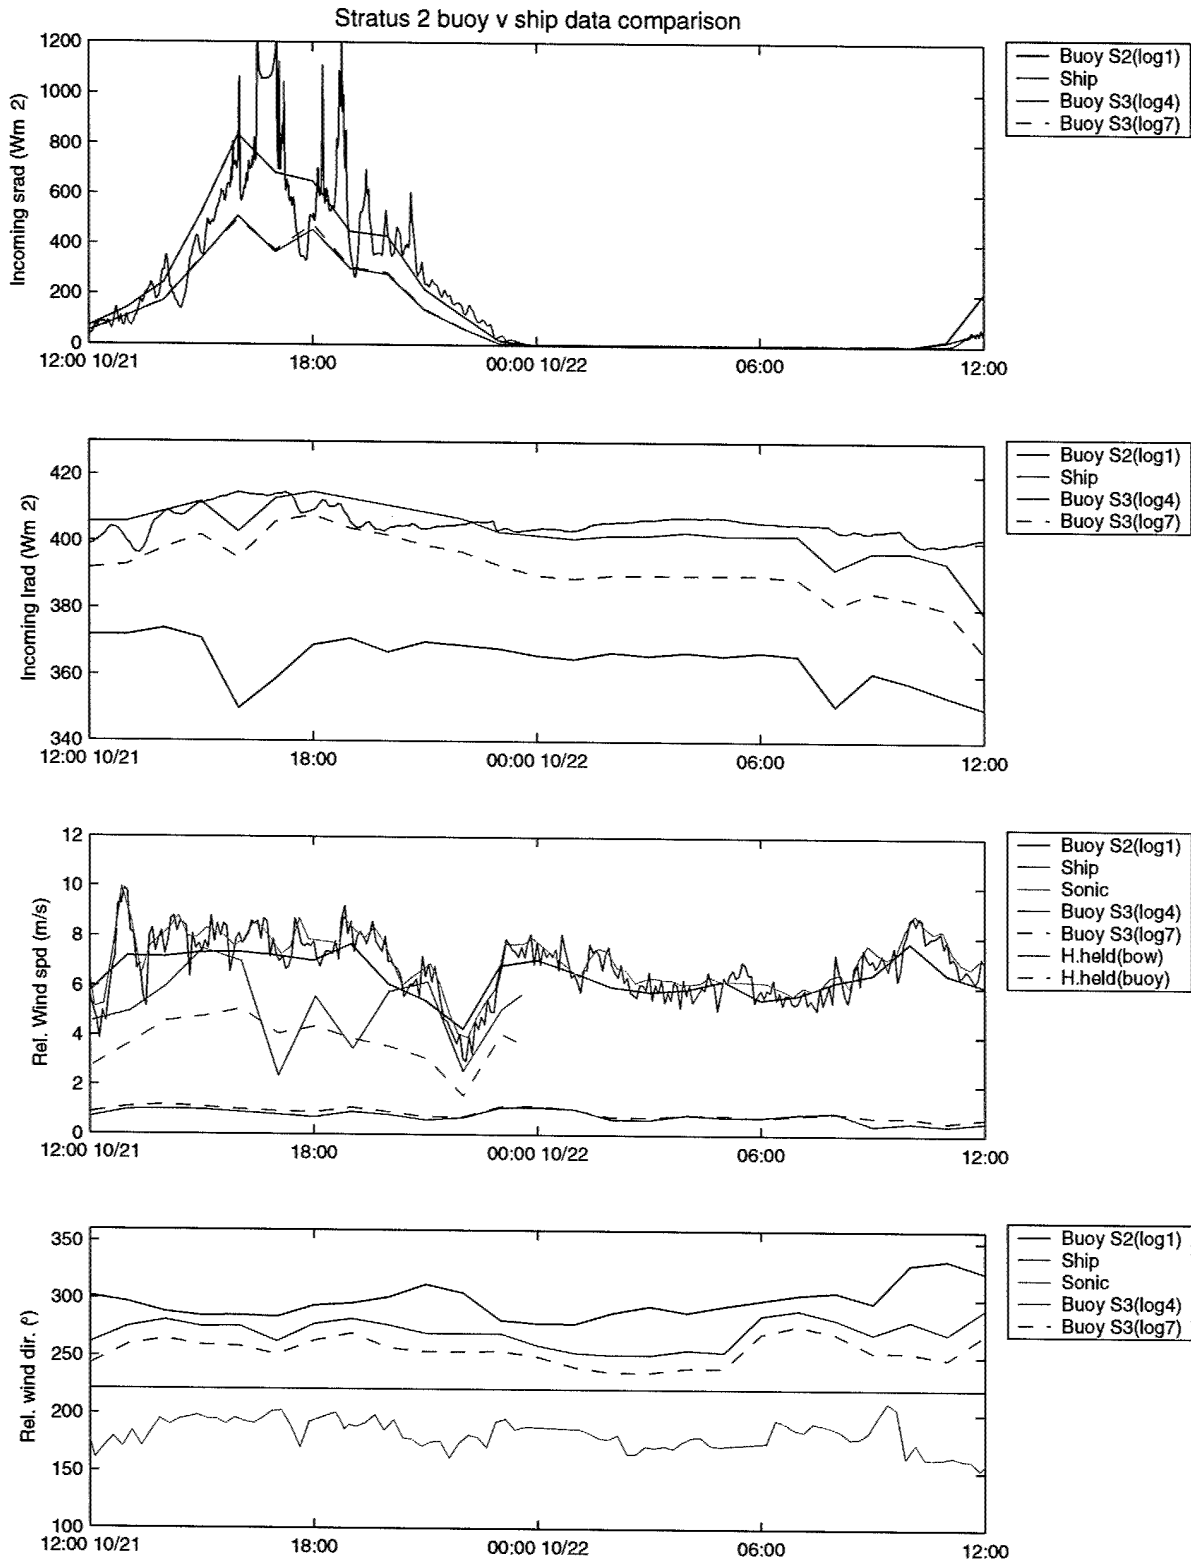 Stratus 2 buoy v ship data comparison
Incoming srad (Wm 2)
1200
1000
800
600
400
200
0
12:00 10/21
18:00
00:00 10/22
06:00
12:00
Buoy S2(log1)
Ship
Buoy S3(log4)
Buoy S3(log7)
Incoming lrad (Wm 2)
420
400
380
360
340
12:00 10/21
18:00
00:00 10/22
06:00
12:00
Buoy S2(log1)
Ship
Buoy S3(log4)
Buoy S3(log7)
Rel. Wind spd (m/s)
12
10
8
6
4
2
0
12:00 10/21
18:00
00:00 10/22
06:00
12:00
Buoy S2(log1)
Ship
Sonic
Buoy S3(log4)
Buoy S3(log7)
H.held(bow)
H.held(buoy)
Rel. wind dir. (º)
350
300
250
200
150
100
12:00 10/21
18:00
00:00 10/22
06:00
12:00
Buoy S2(log1)
Ship
Sonic
Buoy S3(log4)
Buoy S3(log7)